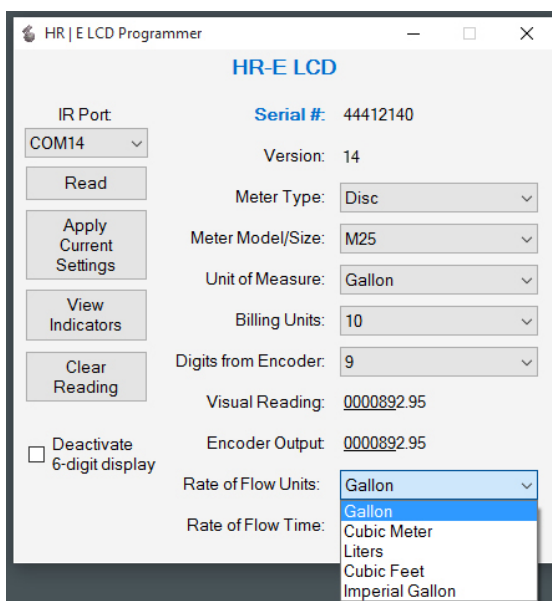 HR | E LCD Programmer
HR-E LCD
IR Port
COM14
Read
Apply
Current
Settings
View
Indicators
Clear
Reading
Deactivate
6-digit display
Serial #: 44412140
Version: 14
Meter Type: Disc
Meter Model/Size: M25
Unit of Measure: Gallon
Billing Units: 10
Digits from Encoder: 9
Visual Reading: 0000892.95
Encoder Output: 0000892.95
Rate of Flow Units: Gallon
Rate of Flow Time:
Gallon
Cubic Meter
Liters
Cubic Feet
Imperial Gallon